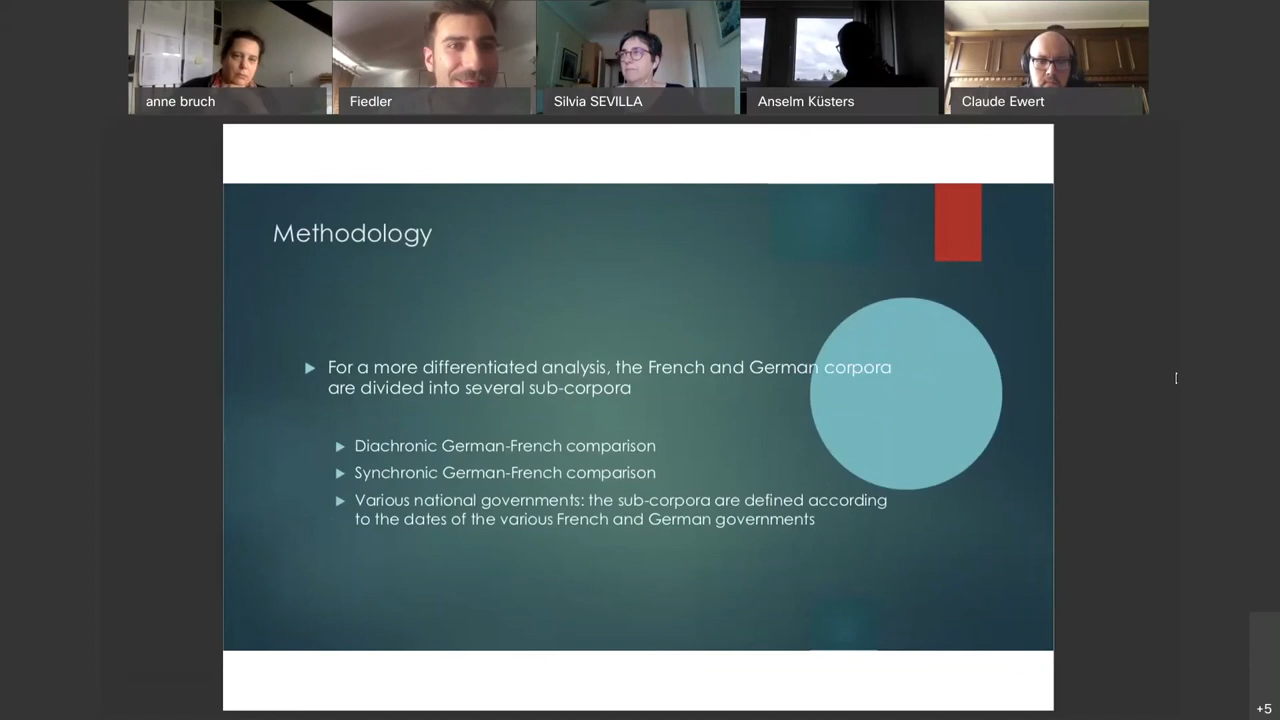 anne bruch
Fiedler
Silvia SEVILLA
Anselm Küsters
Claude Ewert
Methodology
For a more differentiated analysis, the French and German corpora
are divided into several sub-corpora
Diachronic German-French comparison
Synchronic German-French comparison
Various national governments: the sub-corpora are defined according
to the dates of the various French and German governments
+5